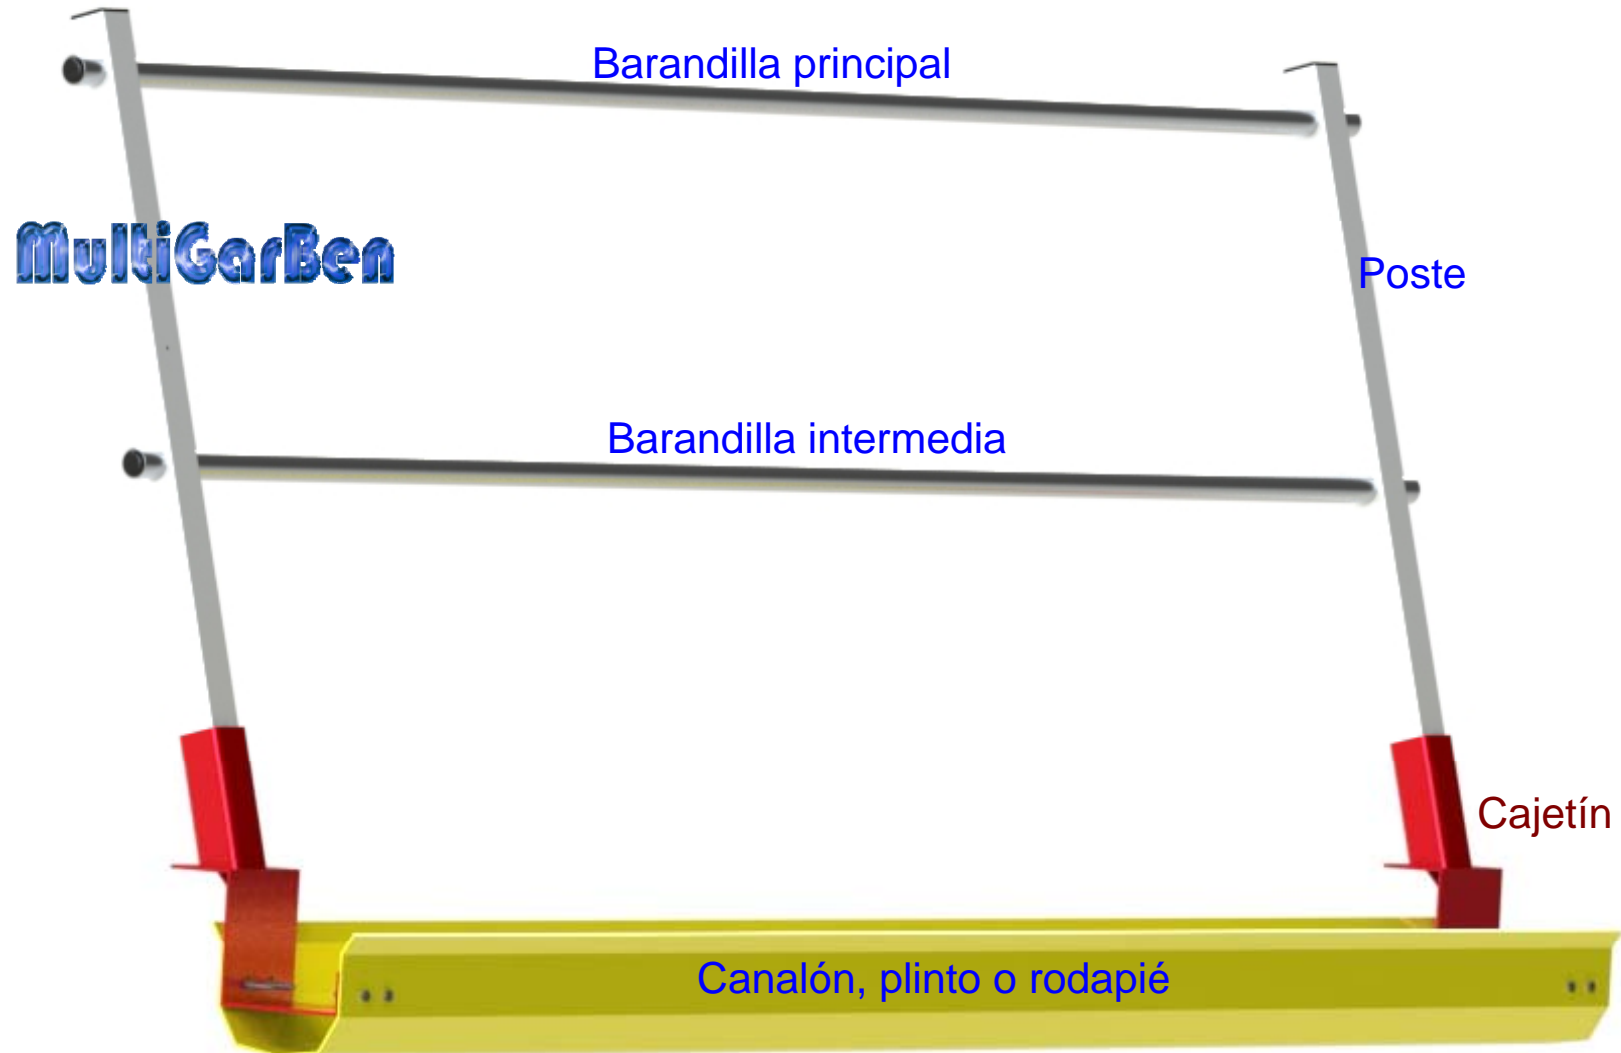 Barandilla principal
MultiGarBen
Poste
Barandilla intermedia
Cajetín
Canalón, plinto o rodapié